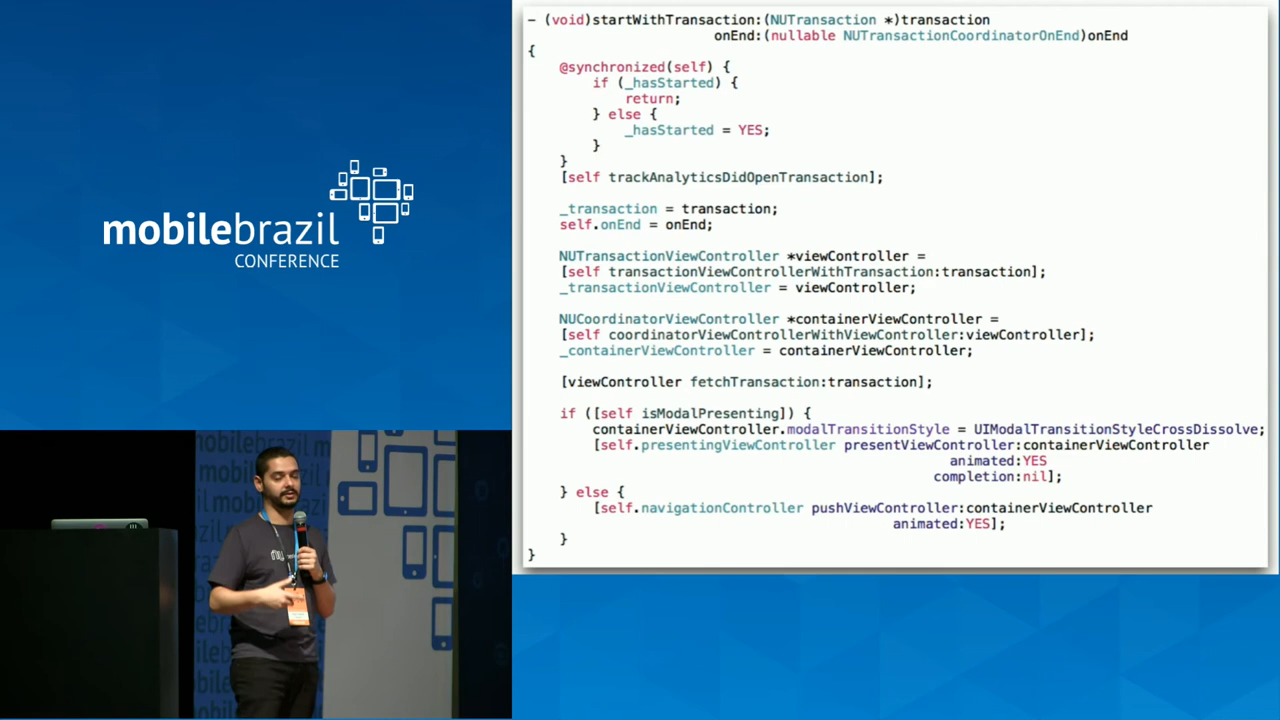 mobilebrazil
CONFERENCE
- (void)startWithTransaction:(NUTransaction *)transaction
onEnd:(nullable NUTransactionCoordinatorOnEnd)onEnd
{
@synchronized(self) {
if (_hasStarted) {
return;
} else {
_hasStarted = YES;
}
}
[self trackAnalyticsDidOpenTransaction];
_transaction = transaction;
self.onEnd = onEnd;
NUTransactionViewController *viewController =
[self transactionViewControllerWithTransaction:transaction];
_transactionViewController = viewController;
NUCoordinatorViewController *containerViewController =
[self coordinatorViewControllerWithViewController:viewController];
_containerViewController = containerViewController;
[viewController fetchTransaction:transaction];
if ([self isModalPresenting]) {
containerViewController.modalTransitionStyle = UIModalTransitionStyleCrossDissolve;
[self.presentingViewController presentViewController:containerViewController
animated:YES
completion:nil];
} else {
[self.navigationController pushViewController:containerViewController
animated:YES];
}
}
mobilebrazil
mobilebrazil
mobilebrazil